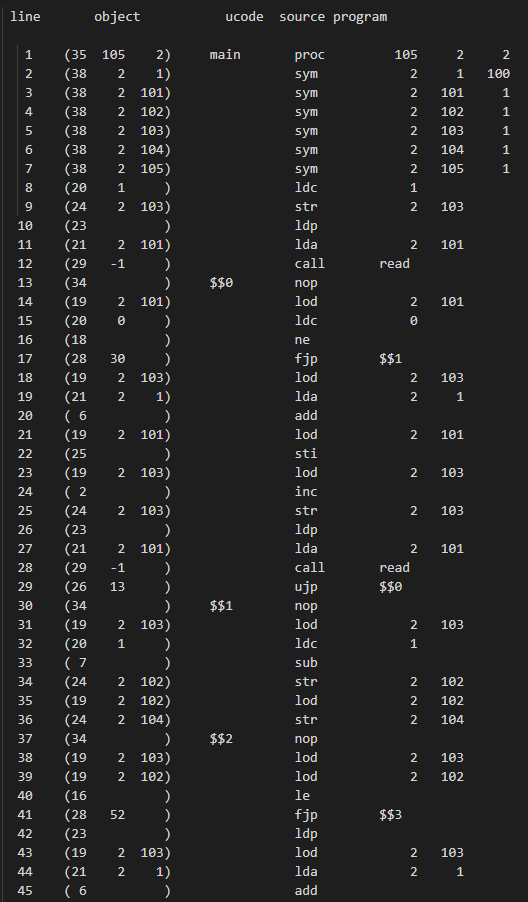 line object ucode source program
1 (35 105 2) main proc 105 2 2
2 (38 2 1) sym 2 1 100
3 (38 2 101) sym 2 101 1
4 (38 2 102) sym 2 102 1
5 (38 2 103) sym 2 103 1
6 (38 2 104) sym 2 104 1
7 (38 2 105) sym 2 105 1
8 (20 1 ) ldc 1
9 (24 2 103) str 2 103
10 (23 ) ldp
11 (21 2 101) lda 2 101
12 (29 -1 ) call read
13 (34 ) $$0 nop
14 (19 2 101) lod 2 101
15 (20 0 ) ldc 0
16 (18 ) ne
17 (28 30 ) fjp $$1
18 (19 2 103) lod 2 103
19 (21 2 1) lda 2 1
20 ( 6 ) add
21 (19 2 101) lod 2 101
22 (25 ) sti
23 (19 2 103) lod 2 103
24 ( 2 ) inc
25 (24 2 103) str 2 103
26 (23 ) ldp
27 (21 2 101) lda 2 101
28 (29 -1 ) call read
29 (26 13 ) ujp $$0
30 (34 ) $$1 nop
31 (19 2 103) lod 2 103
32 (20 1 ) ldc 1
33 ( 7 ) sub
34 (24 2 102) str 2 102
35 (19 2 102) lod 2 102
36 (24 2 104) str 2 104
37 (34 ) $$2 nop
38 (19 2 103) lod 2 103
39 (19 2 102) lod 2 102
40 (16 ) le
41 (28 52 ) fjp $$3
42 (23 ) ldp
43 (19 2 103) lod 2 103
44 (21 2 1) lda 2 1
45 ( 6 ) add